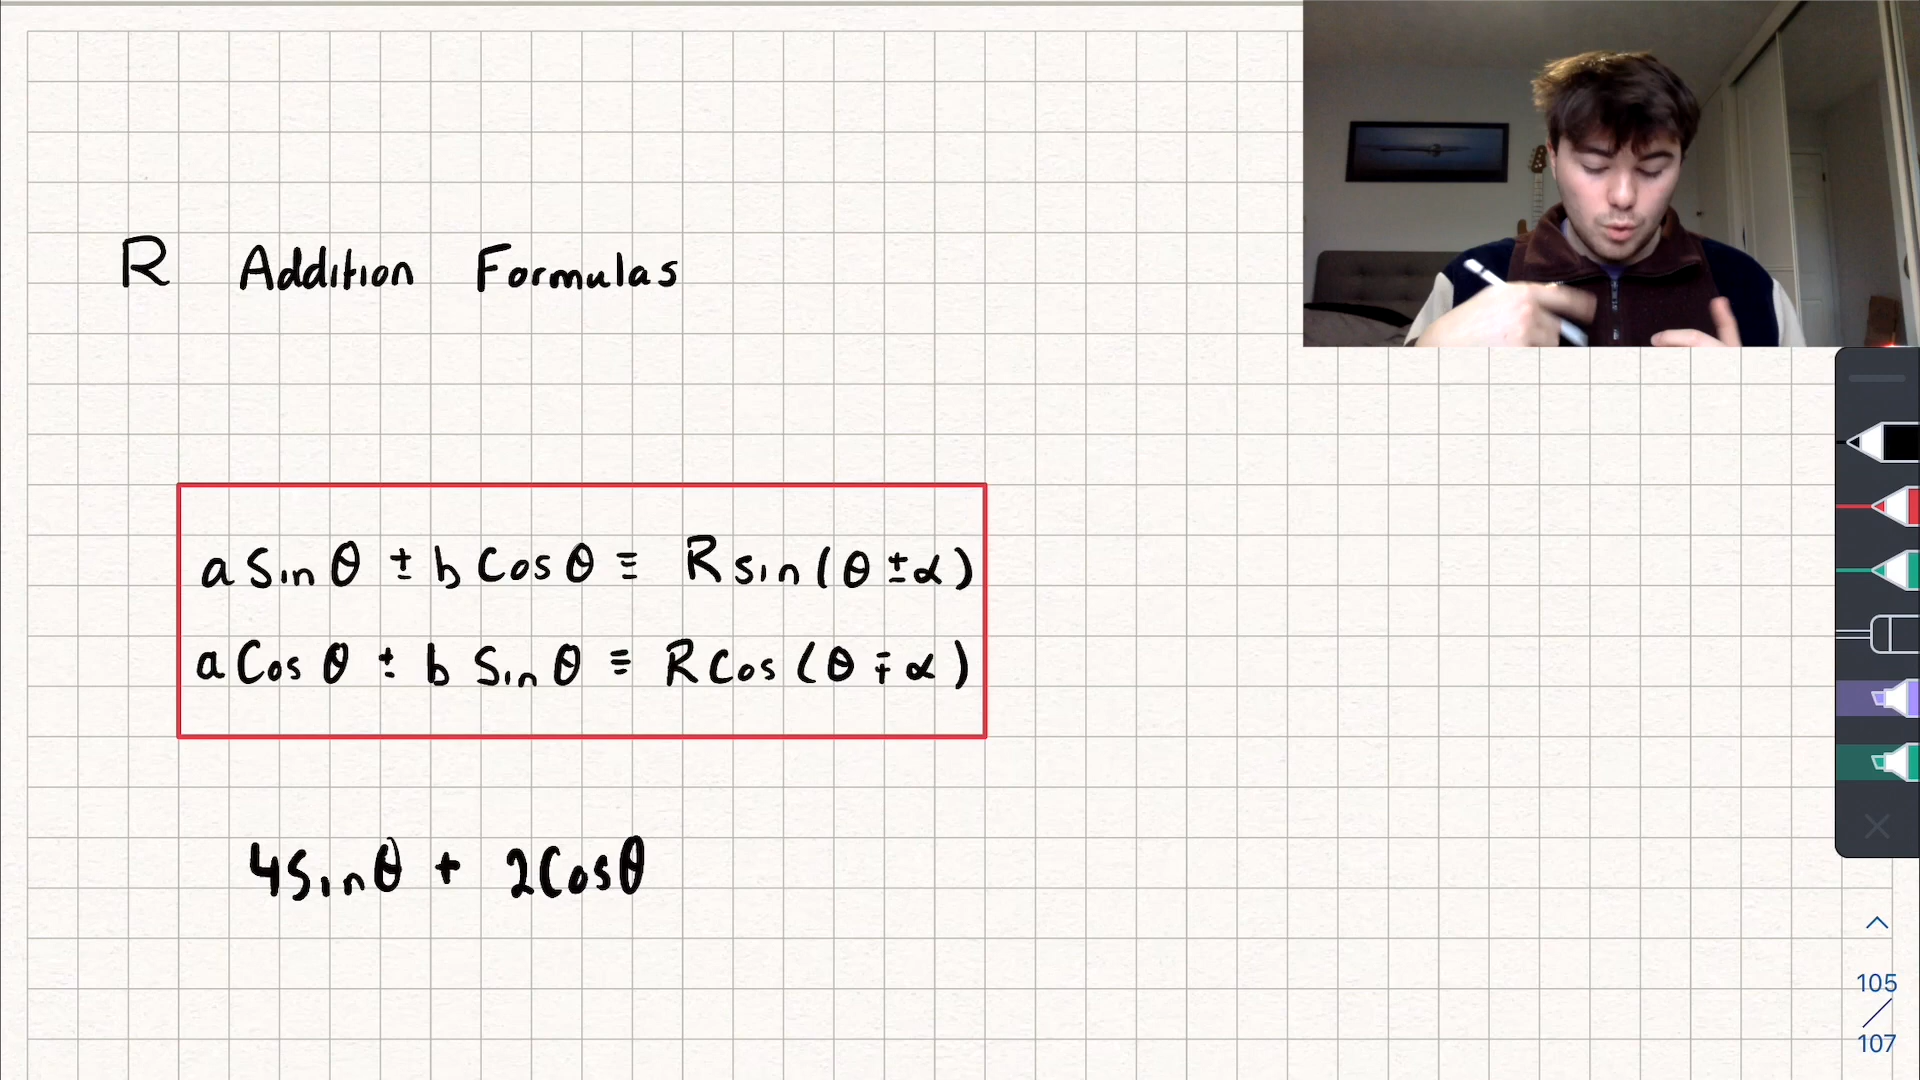 R Addition Formulas
a Sin θ ± b Cos θ ≡ R sin ( θ ± α )
a Cos θ ± b Sin θ ≡ R Cos ( θ ∓ α )
4Sinθ + 2Cosθ
105
/
107